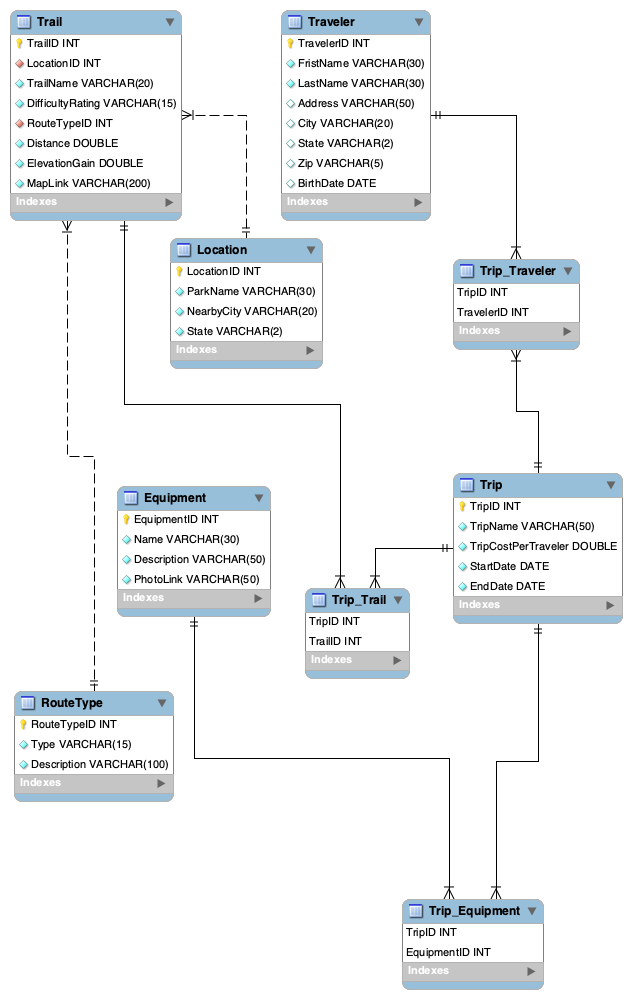 Trail
TrailID INT
LocationID INT
TrailName VARCHAR(20)
DifficultyRating VARCHAR(15)
RouteTypeID INT
Distance DOUBLE
ElevationGain DOUBLE
MapLink VARCHAR(200)
Indexes
Traveler
TravelerID INT
FristName VARCHAR(30)
LastName VARCHAR(30)
Address VARCHAR(50)
City VARCHAR(20)
State VARCHAR(2)
Zip VARCHAR(5)
BirthDate DATE
Indexes
Location
LocationID INT
ParkName VARCHAR(30)
NearbyCity VARCHAR(20)
State VARCHAR(2)
Indexes
Trip_Traveler
TripID INT
TravelerID INT
Indexes
Equipment
EquipmentID INT
Name VARCHAR(30)
Description VARCHAR(50)
PhotoLink VARCHAR(50)
Indexes
Trip
TripID INT
TripName VARCHAR(50)
TripCostPerTraveler DOUBLE
StartDate DATE
EndDate DATE
Indexes
Trip_Trail
TripID INT
TrailID INT
Indexes
RouteType
RouteTypeID INT
Type VARCHAR(15)
Description VARCHAR(100)
Indexes
Trip_Equipment
TripID INT
EquipmentID INT
Indexes